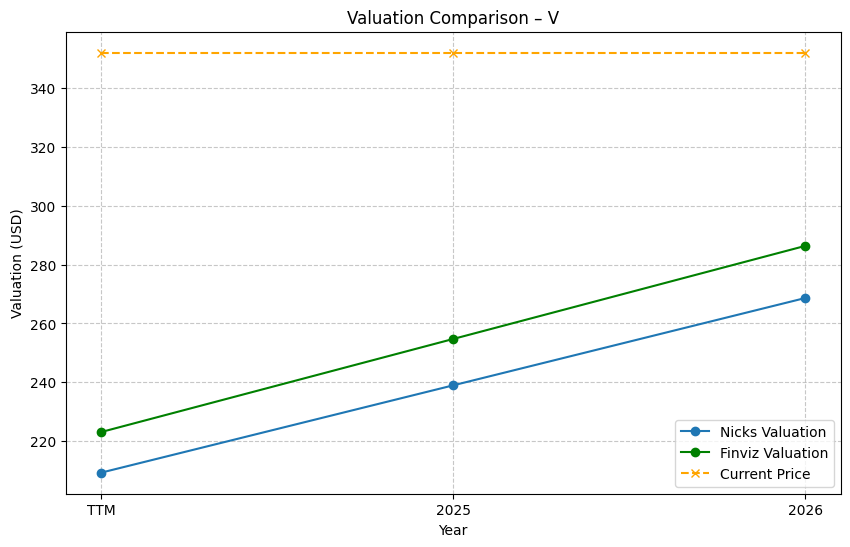 Valuation Comparison – V
Valuation (USD)
340
320
300
280
260
240
220
TTM
2025
2026
Year
Nicks Valuation
Finviz Valuation
Current Price